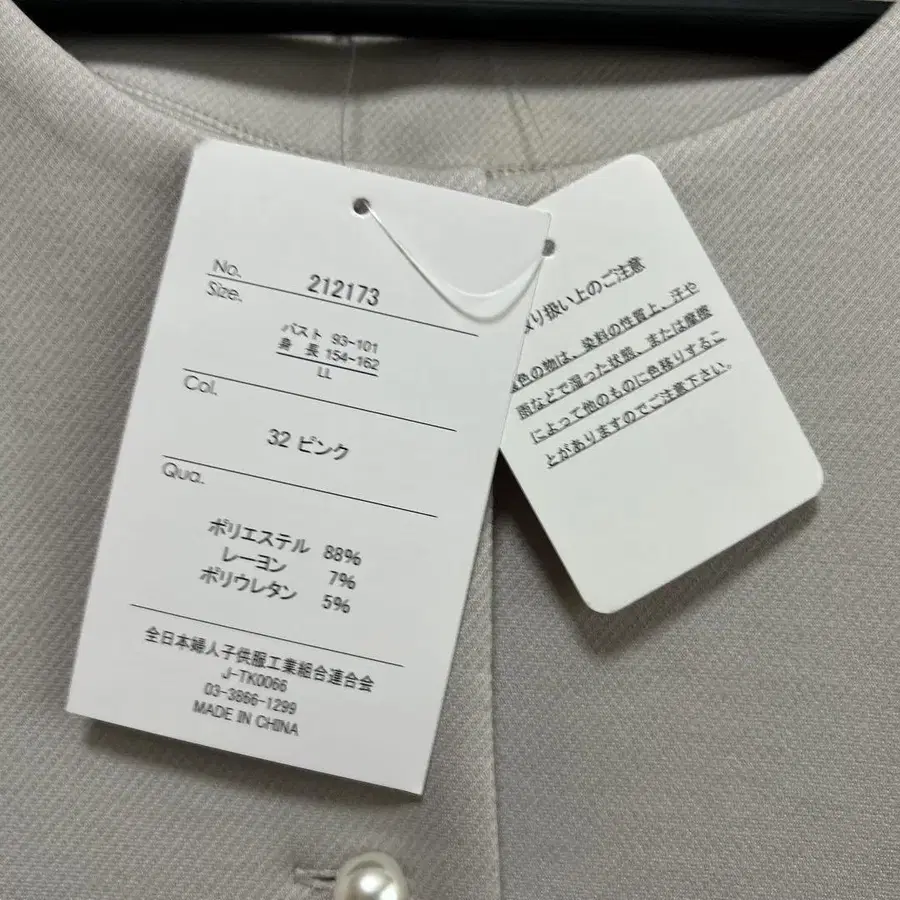 No. 212173
Size.
バスト 93-101
身 長 154-162
LL
Col.
32 ピンク
Qua.
ポリエステル 88%
レーヨン 7%
ポリウレタン 5%
全日本婦人子供服工業組合連合会
J-TK0066
03-3866-1299
MADE IN CHINA
り扱い上のご注意
色の物は、染料の性質上、汗や
雨などで湿った状態、または摩擦
によって他のものに色移りするこ
とがありますのでご注意下さい。